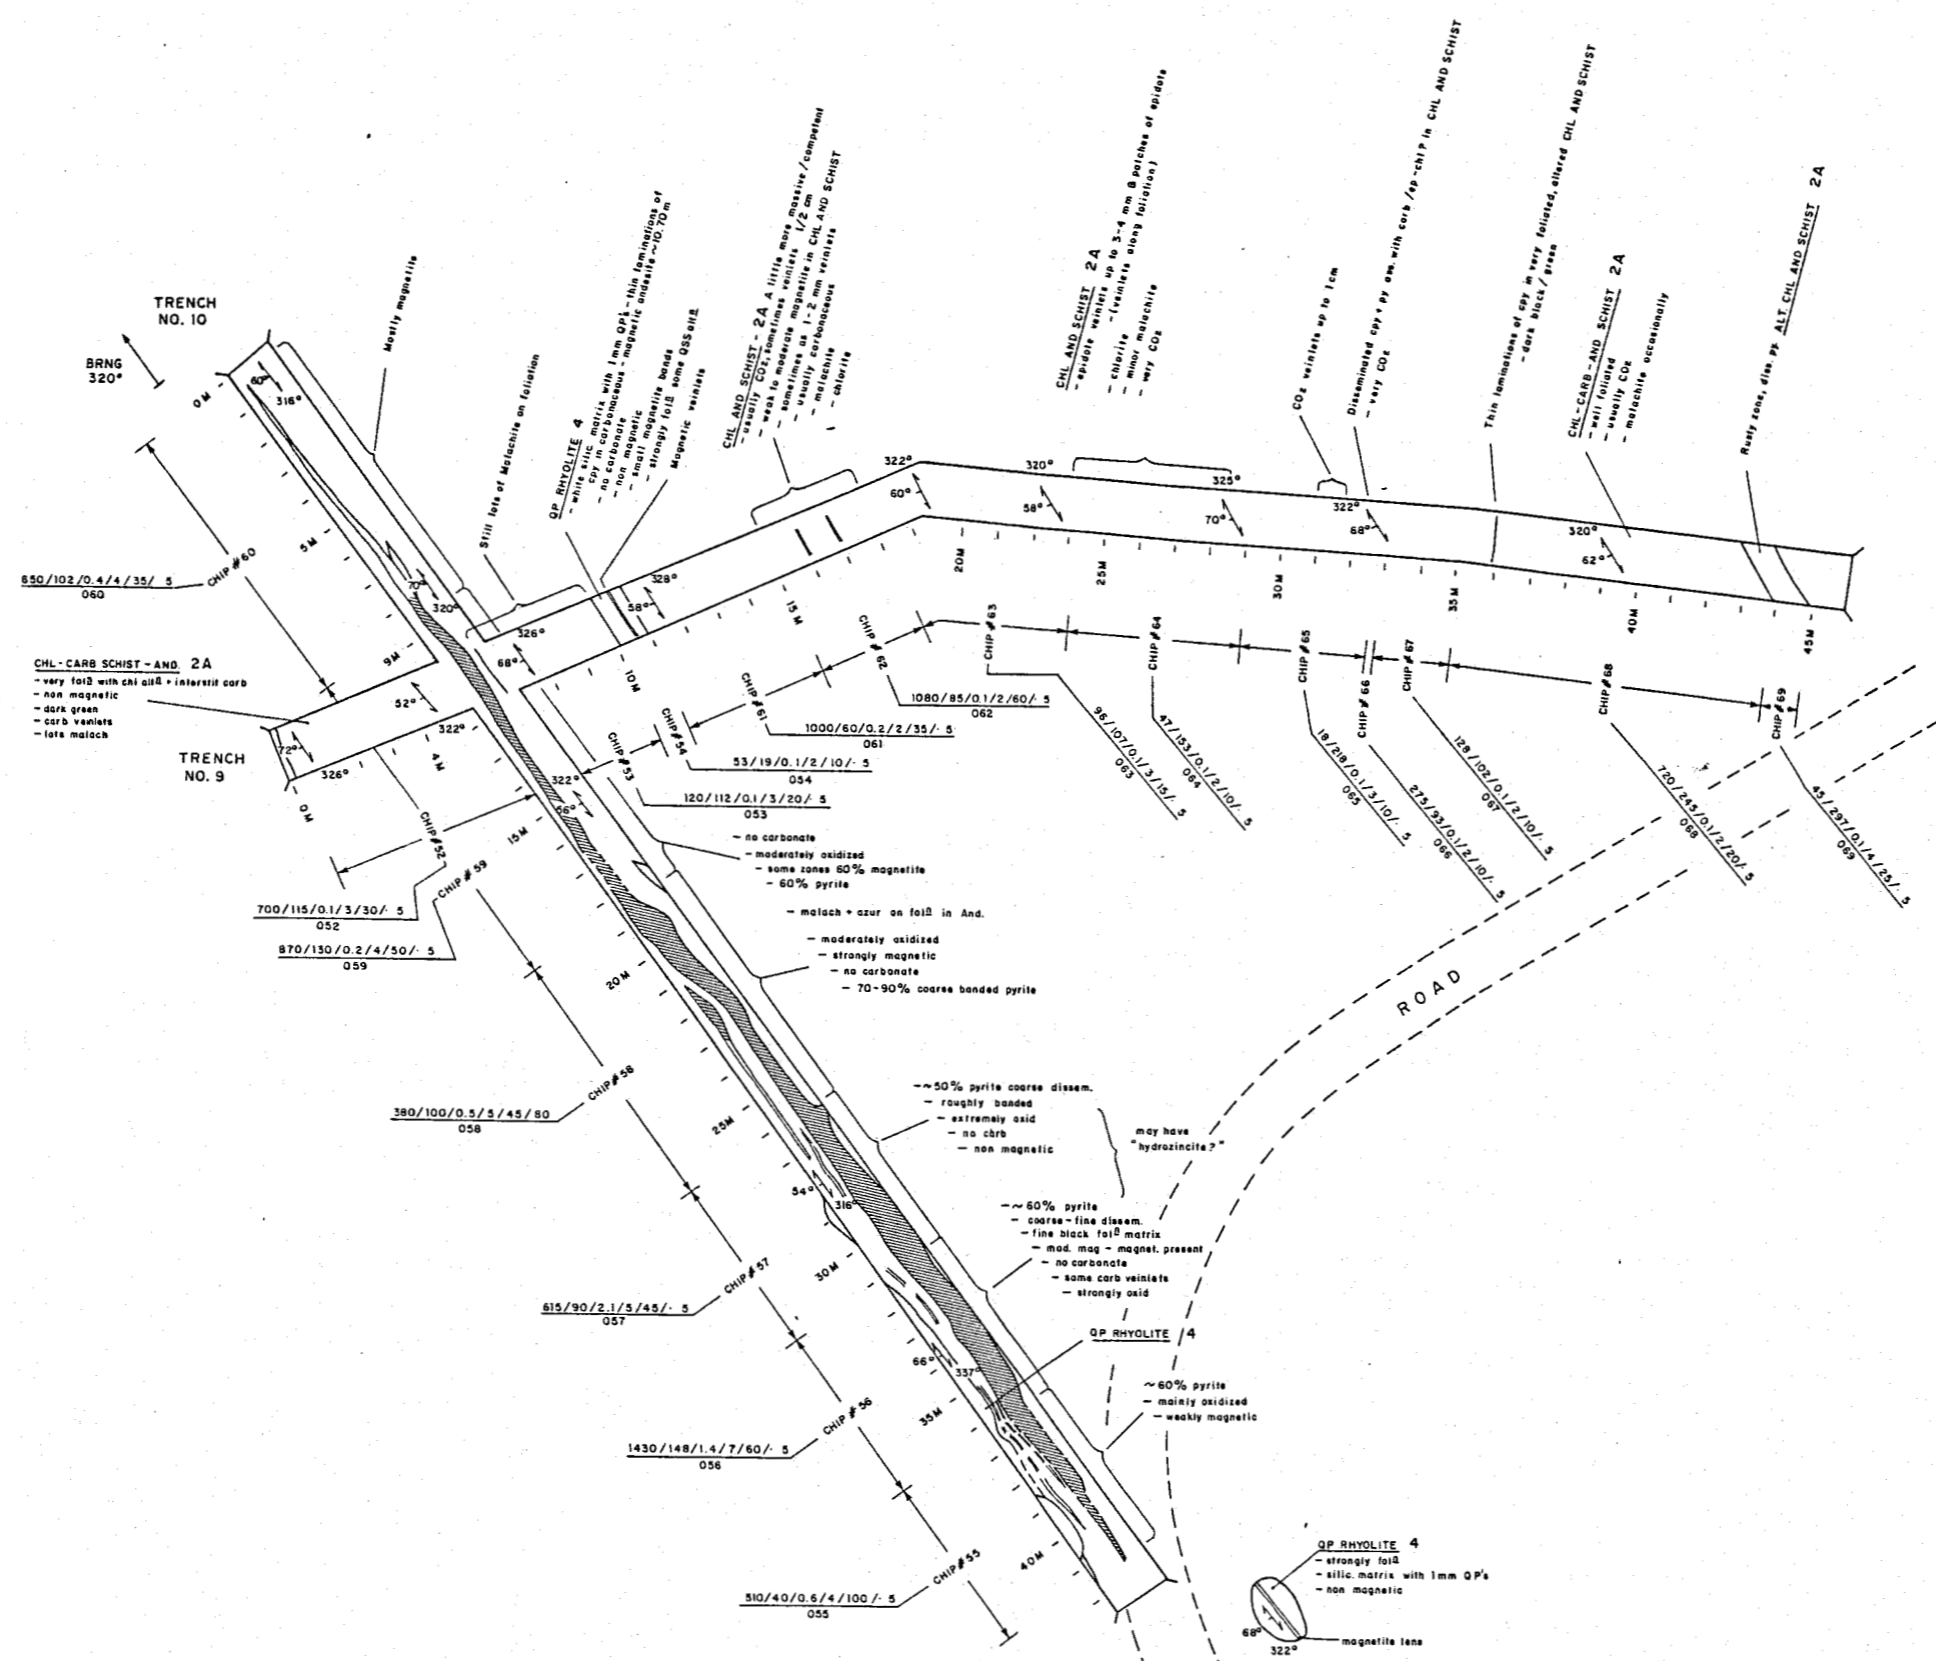 TRENCH
NO. 10
BRNG
320°
Mostly magnetite
Still lots of Malachite on foliation
QP RHYOLITE 4
- white silic matrix with 1mm QP's - thin laminations of
cpy in carbonaceous - magnetic andesite ~10.70m
- no carbonate
- non magnetic
- small magnetite bands
- strongly fol'n some QSS alt'n
Magnetic veinlets
CHL AND SCHIST - 2A A little more massive/competent
- usually CO₂, sometimes veinlets 1/2 cm
- weak to moderate magnetite in CHL AND SCHIST
- sometimes as 1-2 mm veinlets
- usually carbonaceous
- malachite
- chlorite
CHL AND SCHIST 2A
- epidote veinlets up to 3-4 mm & patches of epidote
- (veinlets along foliation)
- chlorite
- minor malachite
- very CO₂
CO₂ veinlets up to 1cm
Disseminated cpy + py ass. with carb /ep-chl? in CHL AND SCHIST
- very CO₂
Thin laminations of cpy in very foliated, altered CHL AND SCHIST
- dark black/green
CHL-CARB-AND SCHIST 2A
- well foliated
- usually CO₂
- malachite occasionally
Rusty zone, diss. py. ALT. CHL AND SCHIST 2A
0M
60°
316°
5M
70°
320°
9M
326°
68°
328°
58°
322°
60°
320°
58°
325°
70°
322°
68°
320°
62°
10M
15M
20M
25M
30M
35M
40M
45M
CHIP #60
650/102/0.4/4/35/· 5
060
CHL-CARB SCHIST-AND. 2A
- very fol'n with chl alt'n + interstit carb
- non magnetic
- dark green
- carb veinlets
- lots malach
TRENCH
NO. 9
72°
326°
52°
322°
0M
4M
CHIP #52
700/115/0.1/3/30/· 5
052
CHIP #59
870/130/0.2/4/50/· 5
059
CHIP #53
120/112/0.1/3/20/· 5
053
CHIP #54
53/19/0.1/2/10/· 5
054
CHIP #61
1000/60/0.2/2/35/· 5
061
CHIP #62
1080/85/0.1/2/60/· 5
062
CHIP #63
96/107/0.1/3/15/· 5
063
CHIP #64
47/153/0.1/2/10/· 5
064
CHIP #65
18/218/0.1/3/10/· 5
065
CHIP #66
275/93/0.1/2/10/· 5
066
CHIP #67
128/102/0.1/2/10/· 5
067
CHIP #68
720/245/0.1/2/20/· 5
068
CHIP #69
45/297/0.1/4/25/· 5
069
322°
56°
15M
- no carbonate
- moderately oxidized
- some zones 60% magnetite
- 60% pyrite
- malach + azur on fol'n in And.
- moderately oxidized
- strongly magnetic
- no carbonate
- 70-90% coarse banded pyrite
ROAD
20M
CHIP #58
380/100/0.5/5/45/80
058
25M
-~50% pyrite coarse dissem.
- roughly banded
- extremely oxid
- no carb
- non magnetic
may have
"hydrozincite?"
54°
316°
-~60% pyrite
- coarse-fine dissem.
- fine black fol'n matrix
- mod. mag - magnet. present
- no carbonate
- some carb veinlets
- strongly oxid
30M
CHIP #57
615/90/2.1/5/45/· 5
057
QP RHYOLITE 4
66°
337°
~60% pyrite
- mainly oxidized
- weakly magnetic
35M
CHIP #56
1430/148/1.4/7/60/· 5
056
40M
CHIP #55
510/40/0.6/4/100/· 5
055
QP RHYOLITE 4
- strongly fol'n
- silic. matrix with 1mm QP's
- non magnetic
68°
322°
magnetite lens